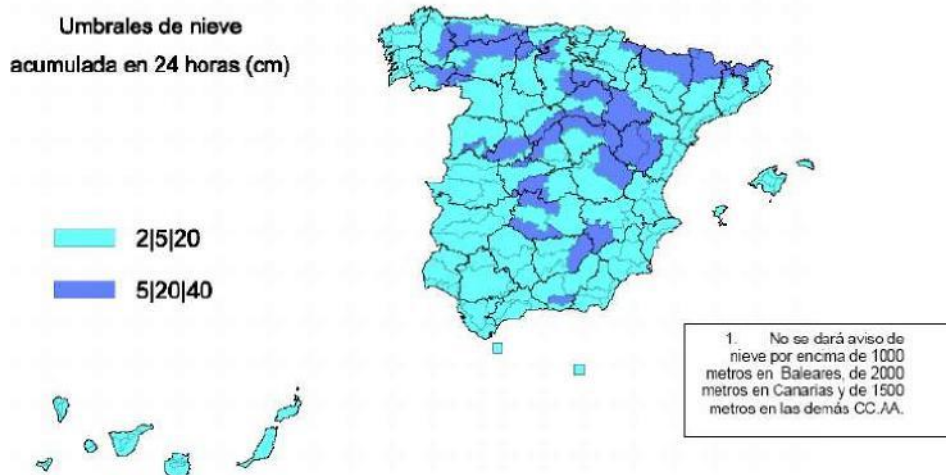 Umbrales de nieve
acumulada en 24 horas (cm)
2|5|20
5|20|40
1. No se dará aviso de
nieve por encima de 1000
metros en Baleares, de 2000
metros en Canarias y de 1500
metros en las demás CC.AA.